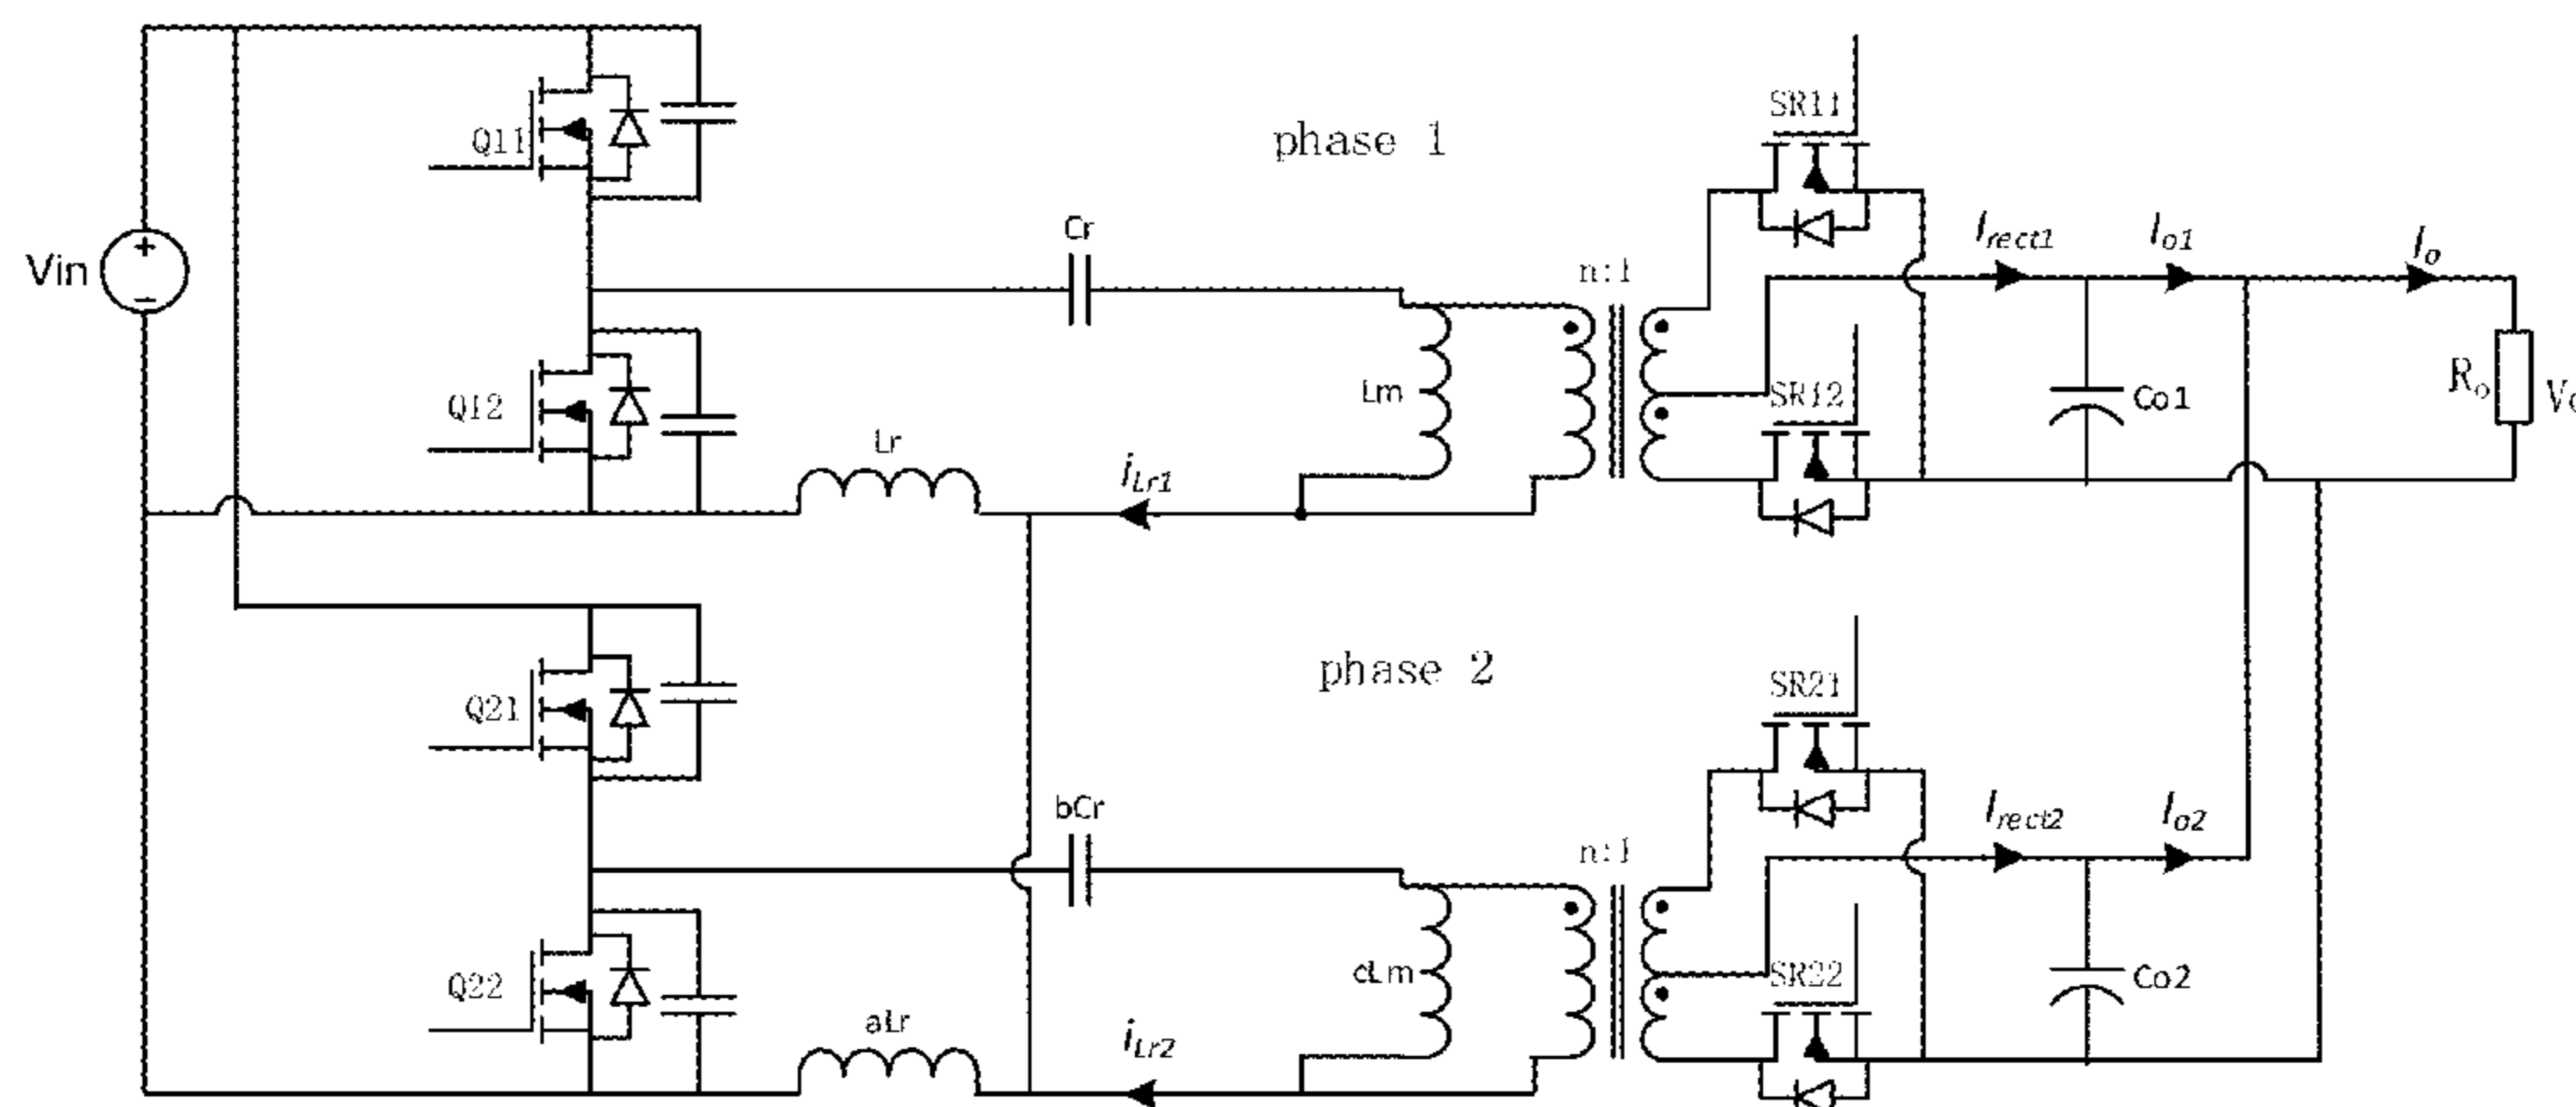 Vin
Q11
Q12
Cr
Lr
iLr1
Lm
phase 1
n:1
SR11
SR12
Irect1
Io1
Io
Co1
Ro
Q21
Q22
bCr
aLr
iLr2
cLm
phase 2
n:1
SR21
SR22
Irect2
Io2
Co2